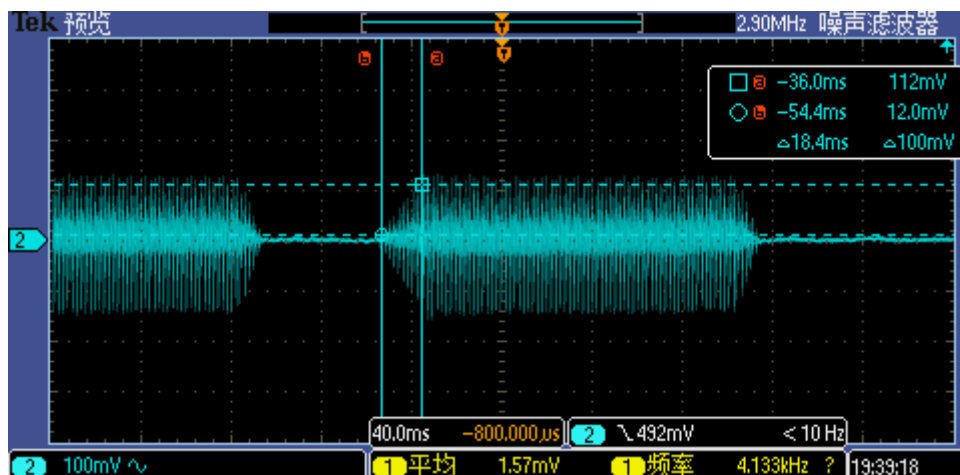 Tek 预览 2.90MHz 噪声滤波器
a −36.0ms 112mV
b −54.4ms 12.0mV
△18.4ms △100mV
b a
2
40.0ms −800.000µs 2 492mV < 10 Hz
2 100mV 1 平均 1.57mV 1 频率 4.133kHz ? 19:39:18